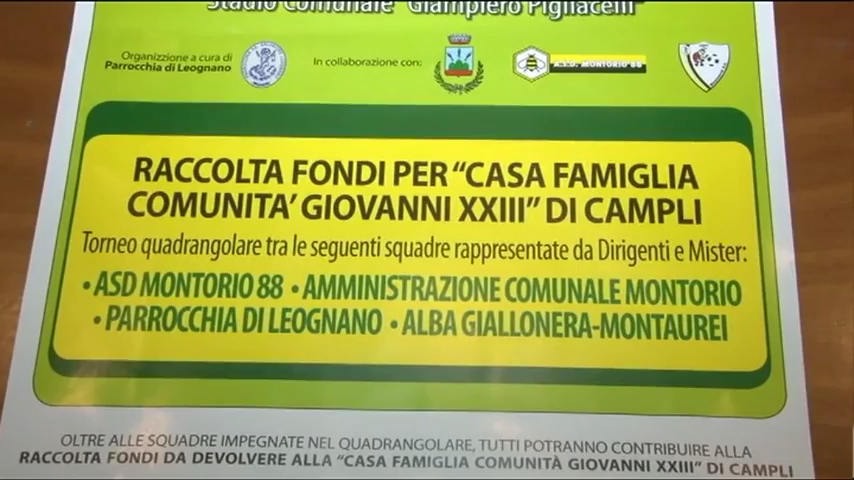 Stadio Comunale "Giampiero Pigliacelli"
Organizzione a cura di
Parrocchia di Leognano
In collaborazione con:
A.S.D. MONTORIO 88
RACCOLTA FONDI PER “CASA FAMIGLIA
COMUNITA’ GIOVANNI XXIII” DI CAMPLI
Torneo quadrangolare tra le seguenti squadre rappresentate da Dirigenti e Mister:
• ASD MONTORIO 88 • AMMINISTRAZIONE COMUNALE MONTORIO
• PARROCCHIA DI LEOGNANO • ALBA GIALLONERA-MONTAUREI
OLTRE ALLE SQUADRE IMPEGNATE NEL QUADRANGOLARE, TUTTI POTRANNO CONTRIBUIRE ALLA
RACCOLTA FONDI DA DEVOLVERE ALLA “CASA FAMIGLIA COMUNITÀ GIOVANNI XXIII” DI CAMPLI